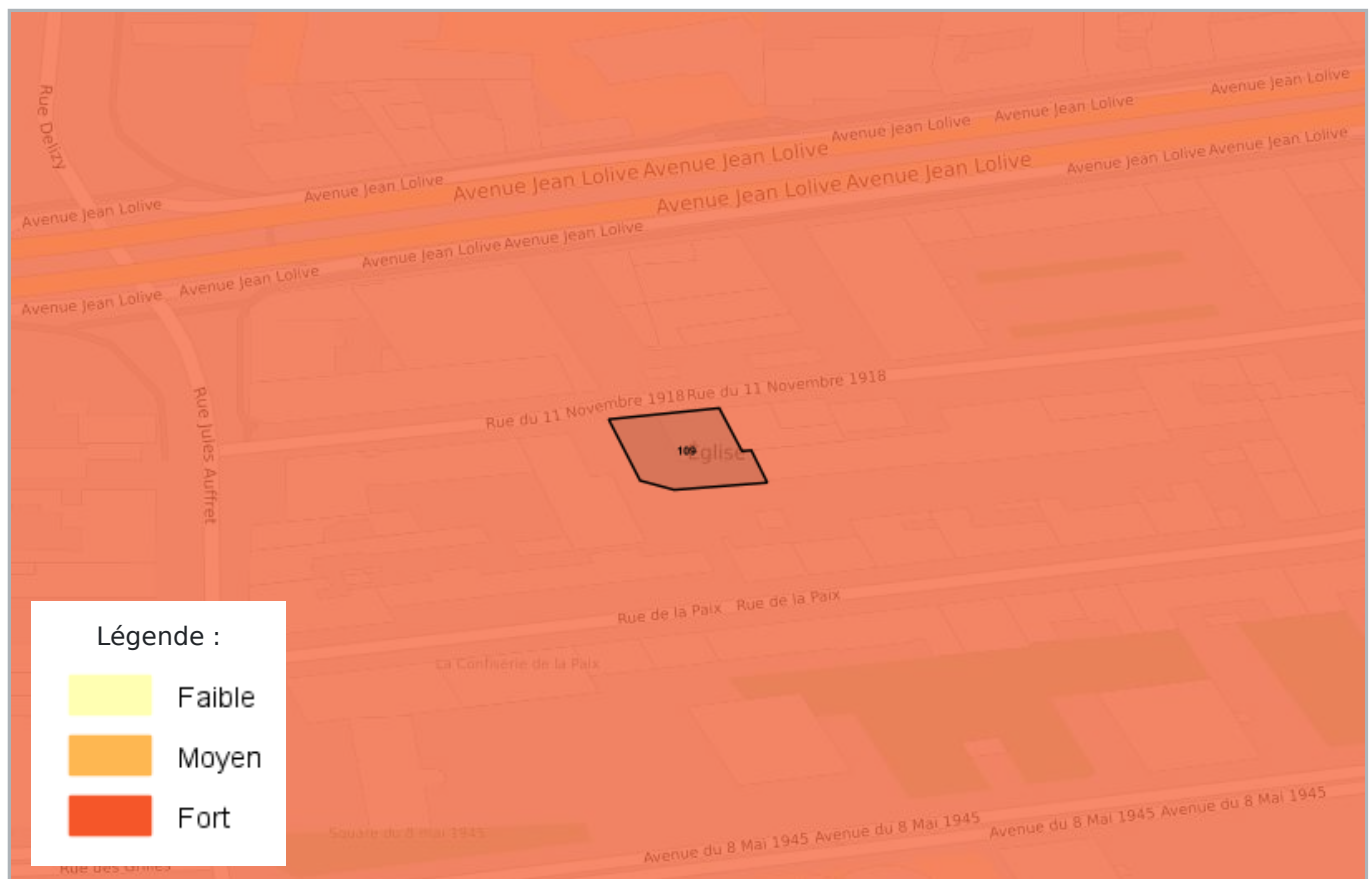 Avenue Jean Lolive
Avenue Jean Lolive
Avenue Jean Lolive
Rue Delizy
Avenue Jean Lolive Avenue Jean Lolive
Avenue Jean Lolive Avenue Jean Lolive
Avenue Jean Lolive
Avenue Jean Lolive Avenue Jean Lolive
Avenue Jean Lolive
Avenue Jean Lolive Avenue Jean Lolive
Avenue Jean Lolive
Avenue Jean Lolive
Rue Jules Auffret
Rue du 11 Novembre 1918 Rue du 11 Novembre 1918
109
Église
Rue de la Paix Rue de la Paix
La Confiverie de la Paix
Square du 8 mai 1945
Avenue du 8 Mai 1945 Avenue du 8 Mai 1945
Avenue du 8 Mai 1945 Avenue du 8 Mai 1945
Rue des Grilles
Légende :
Faible
Moyen
Fort